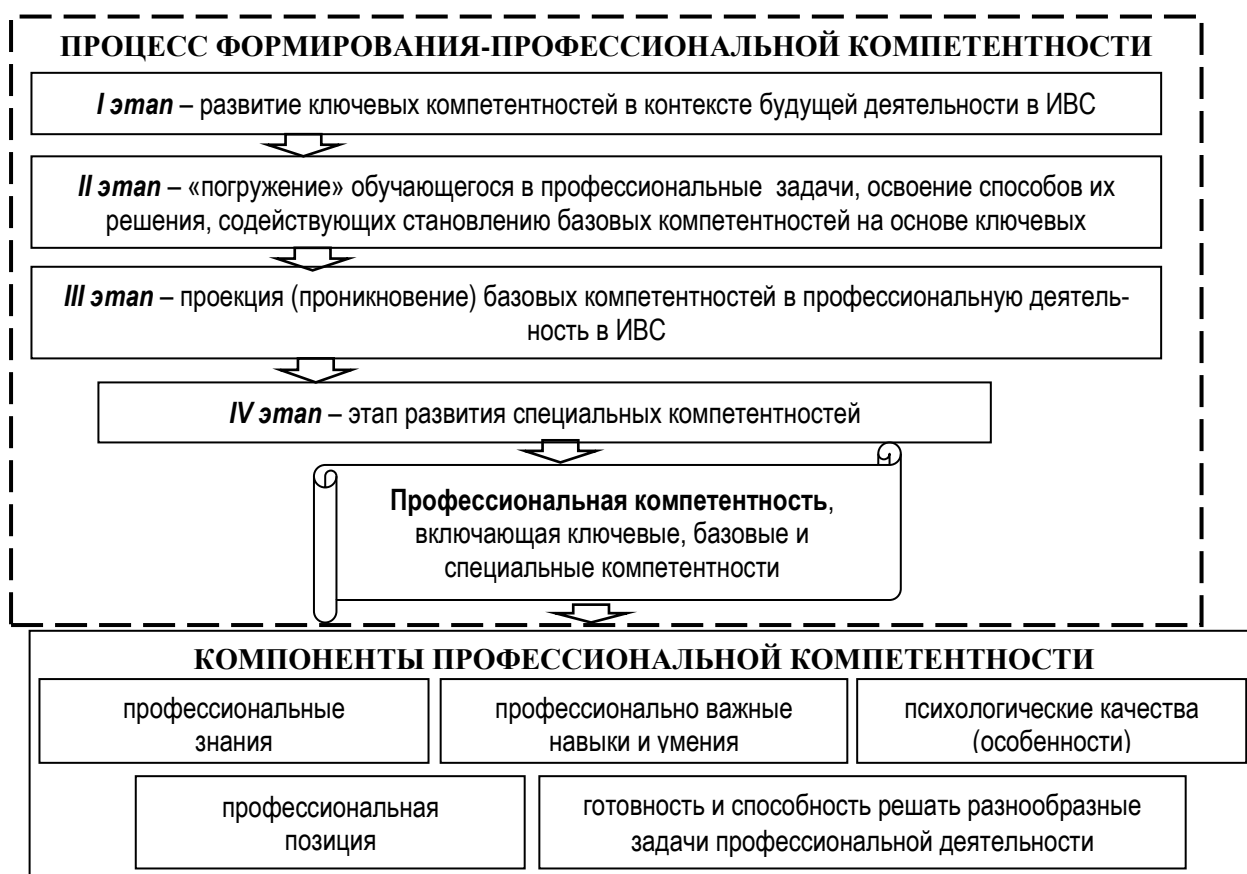 ПРОЦЕСС ФОРМИРОВАНИЯ-ПРОФЕССИОНАЛЬНОЙ КОМПЕТЕНТНОСТИ
I этап – развитие ключевых компетентностей в контексте будущей деятельности в ИВС
II этап – «погружение» обучающегося в профессиональные задачи, освоение способов их
решения, содействующих становлению базовых компетентностей на основе ключевых
III этап – проекция (проникновение) базовых компетентностей в профессиональную деятель-
ность в ИВС
IV этап – этап развития специальных компетентностей
Профессиональная компетентность,
включающая ключевые, базовые и
специальные компетентности
КОМПОНЕНТЫ ПРОФЕССИОНАЛЬНОЙ КОМПЕТЕНТНОСТИ
профессиональные
знания
профессионально важные
навыки и умения
психологические качества
(особенности)
профессиональная
позиция
готовность и способность решать разнообразные
задачи профессиональной деятельности